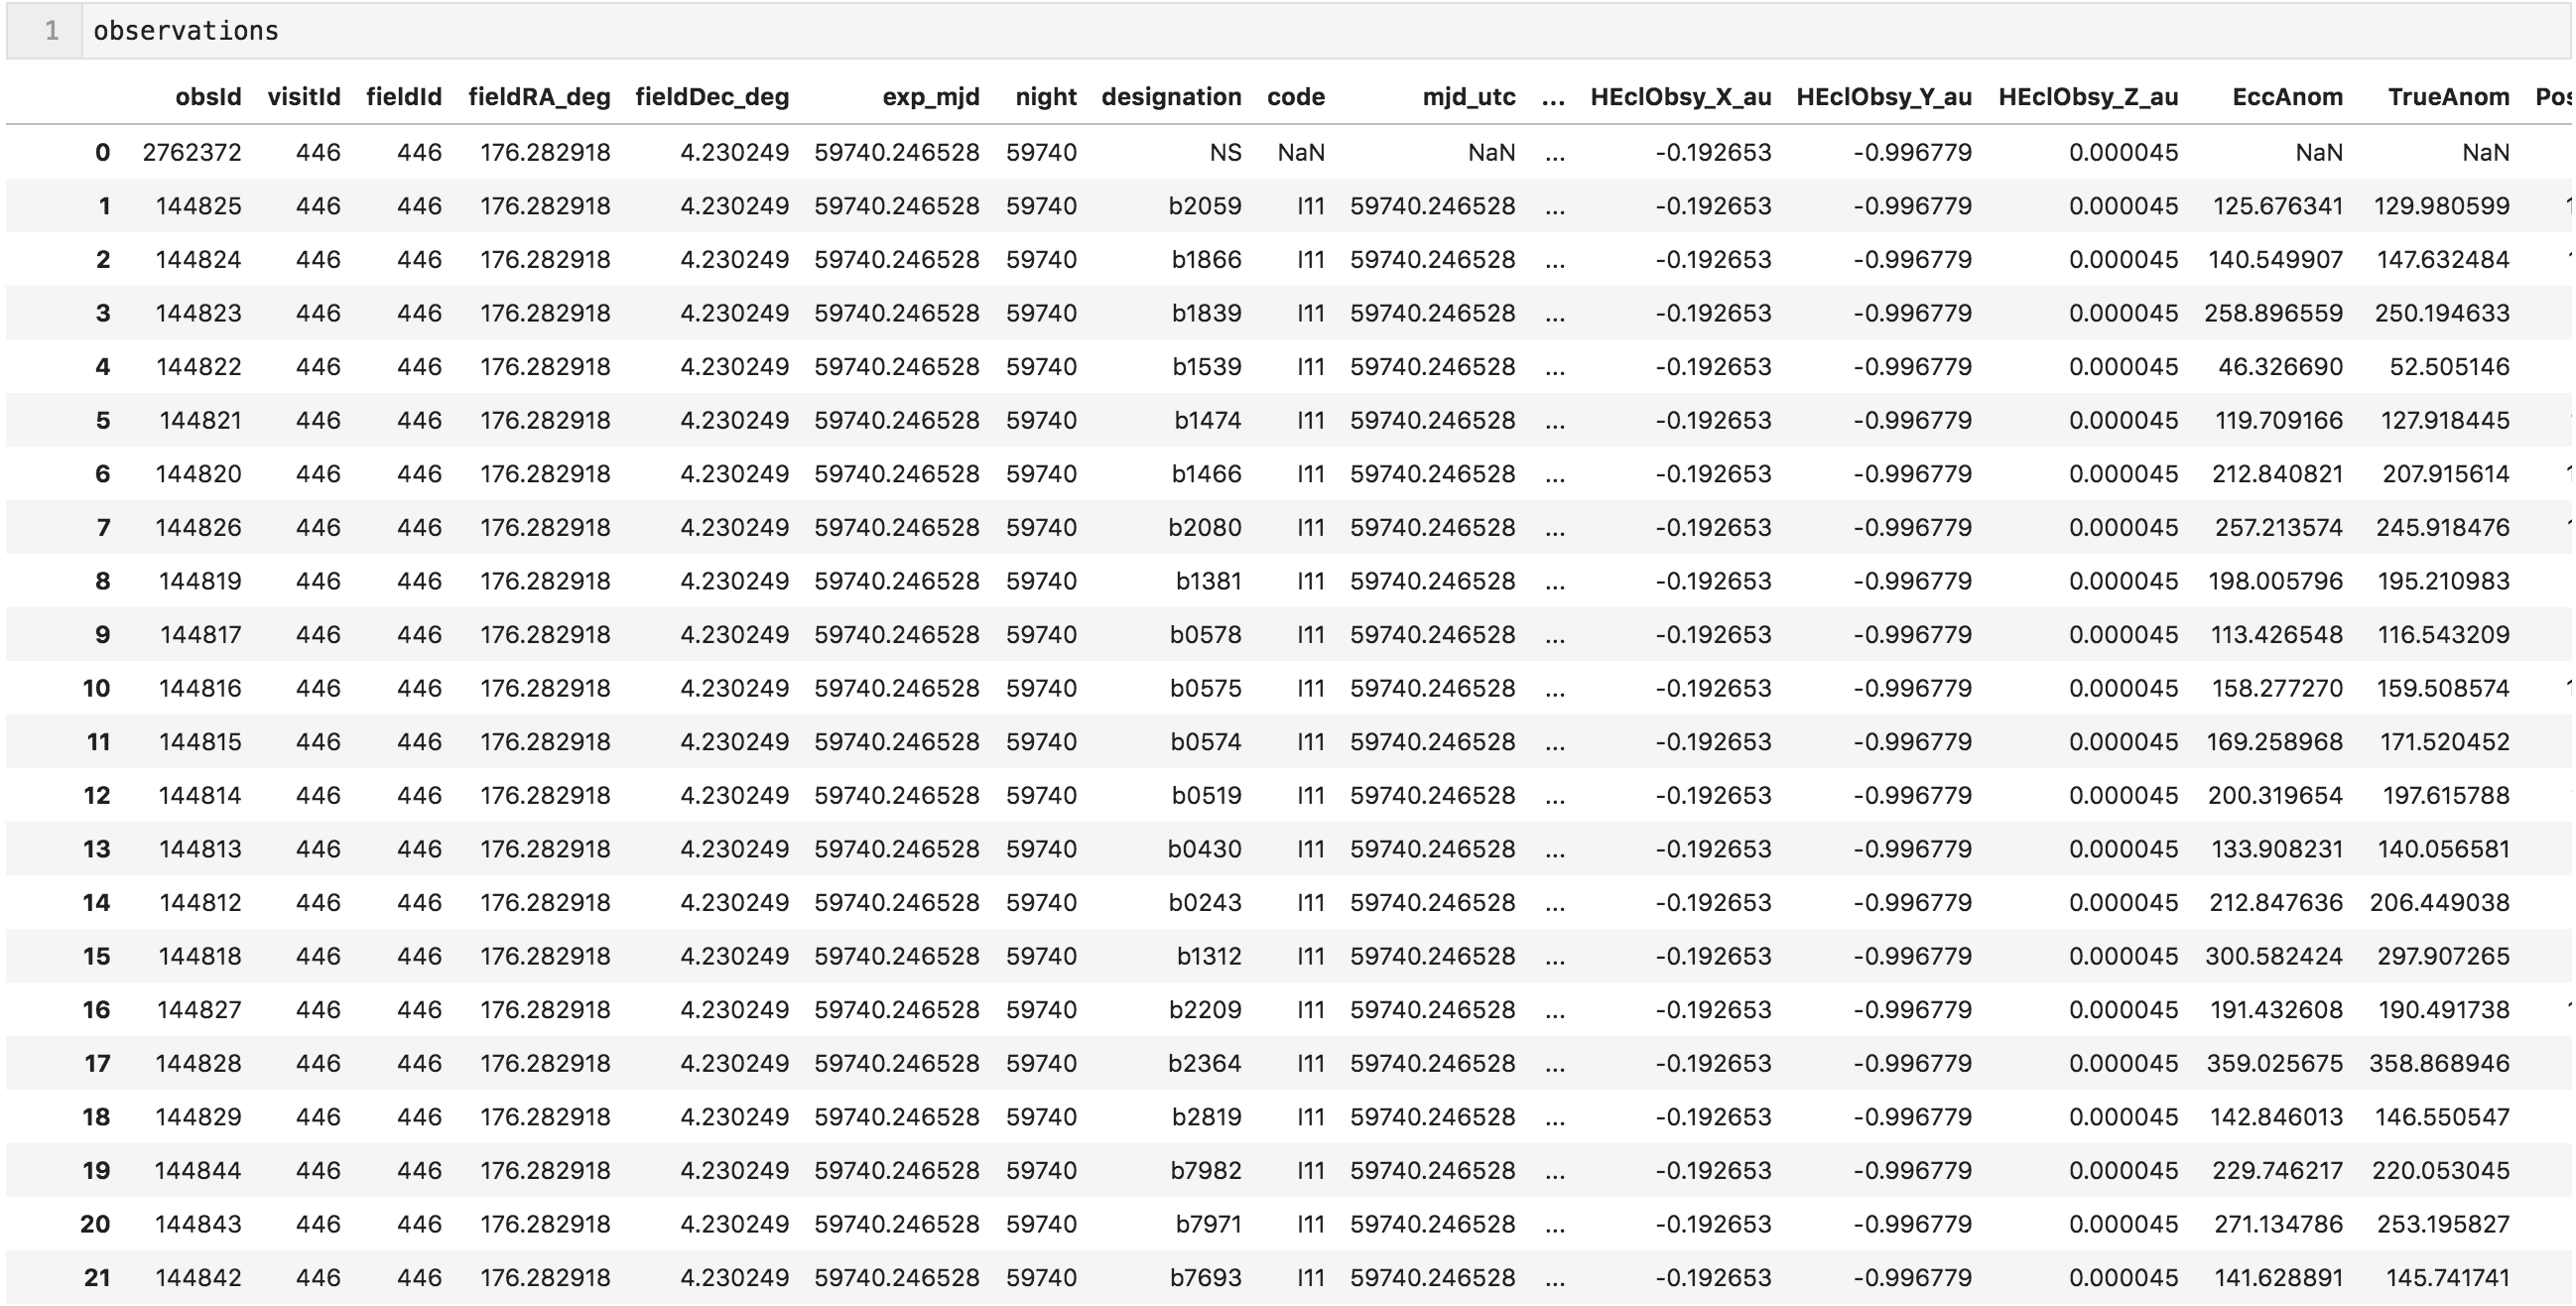 1 observations
obsId visitId fieldId fieldRA_deg fieldDec_deg exp_mjd night designation code mjd_utc ... HEclObsy_X_au HEclObsy_Y_au HEclObsy_Z_au EccAnom TrueAnom Pos
0 2762372 446 446 176.282918 4.230249 59740.246528 59740 NS NaN NaN ... -0.192653 -0.996779 0.000045 NaN NaN
1 144825 446 446 176.282918 4.230249 59740.246528 59740 b2059 I11 59740.246528 ... -0.192653 -0.996779 0.000045 125.676341 129.980599
2 144824 446 446 176.282918 4.230249 59740.246528 59740 b1866 I11 59740.246528 ... -0.192653 -0.996779 0.000045 140.549907 147.632484
3 144823 446 446 176.282918 4.230249 59740.246528 59740 b1839 I11 59740.246528 ... -0.192653 -0.996779 0.000045 258.896559 250.194633
4 144822 446 446 176.282918 4.230249 59740.246528 59740 b1539 I11 59740.246528 ... -0.192653 -0.996779 0.000045 46.326690 52.505146
5 144821 446 446 176.282918 4.230249 59740.246528 59740 b1474 I11 59740.246528 ... -0.192653 -0.996779 0.000045 119.709166 127.918445
6 144820 446 446 176.282918 4.230249 59740.246528 59740 b1466 I11 59740.246528 ... -0.192653 -0.996779 0.000045 212.840821 207.915614
7 144826 446 446 176.282918 4.230249 59740.246528 59740 b2080 I11 59740.246528 ... -0.192653 -0.996779 0.000045 257.213574 245.918476
8 144819 446 446 176.282918 4.230249 59740.246528 59740 b1381 I11 59740.246528 ... -0.192653 -0.996779 0.000045 198.005796 195.210983
9 144817 446 446 176.282918 4.230249 59740.246528 59740 b0578 I11 59740.246528 ... -0.192653 -0.996779 0.000045 113.426548 116.543209
10 144816 446 446 176.282918 4.230249 59740.246528 59740 b0575 I11 59740.246528 ... -0.192653 -0.996779 0.000045 158.277270 159.508574
11 144815 446 446 176.282918 4.230249 59740.246528 59740 b0574 I11 59740.246528 ... -0.192653 -0.996779 0.000045 169.258968 171.520452
12 144814 446 446 176.282918 4.230249 59740.246528 59740 b0519 I11 59740.246528 ... -0.192653 -0.996779 0.000045 200.319654 197.615788
13 144813 446 446 176.282918 4.230249 59740.246528 59740 b0430 I11 59740.246528 ... -0.192653 -0.996779 0.000045 133.908231 140.056581
14 144812 446 446 176.282918 4.230249 59740.246528 59740 b0243 I11 59740.246528 ... -0.192653 -0.996779 0.000045 212.847636 206.449038
15 144818 446 446 176.282918 4.230249 59740.246528 59740 b1312 I11 59740.246528 ... -0.192653 -0.996779 0.000045 300.582424 297.907265
16 144827 446 446 176.282918 4.230249 59740.246528 59740 b2209 I11 59740.246528 ... -0.192653 -0.996779 0.000045 191.432608 190.491738
17 144828 446 446 176.282918 4.230249 59740.246528 59740 b2364 I11 59740.246528 ... -0.192653 -0.996779 0.000045 359.025675 358.868946
18 144829 446 446 176.282918 4.230249 59740.246528 59740 b2819 I11 59740.246528 ... -0.192653 -0.996779 0.000045 142.846013 146.550547
19 144844 446 446 176.282918 4.230249 59740.246528 59740 b7982 I11 59740.246528 ... -0.192653 -0.996779 0.000045 229.746217 220.053045
20 144843 446 446 176.282918 4.230249 59740.246528 59740 b7971 I11 59740.246528 ... -0.192653 -0.996779 0.000045 271.134786 253.195827
21 144842 446 446 176.282918 4.230249 59740.246528 59740 b7693 I11 59740.246528 ... -0.192653 -0.996779 0.000045 141.628891 145.741741